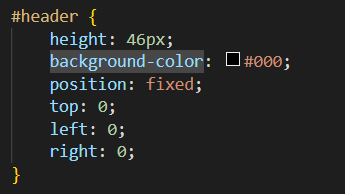 #header {
height: 46px;
background-color: #000;
position: fixed;
top: 0;
left: 0;
right: 0;
}